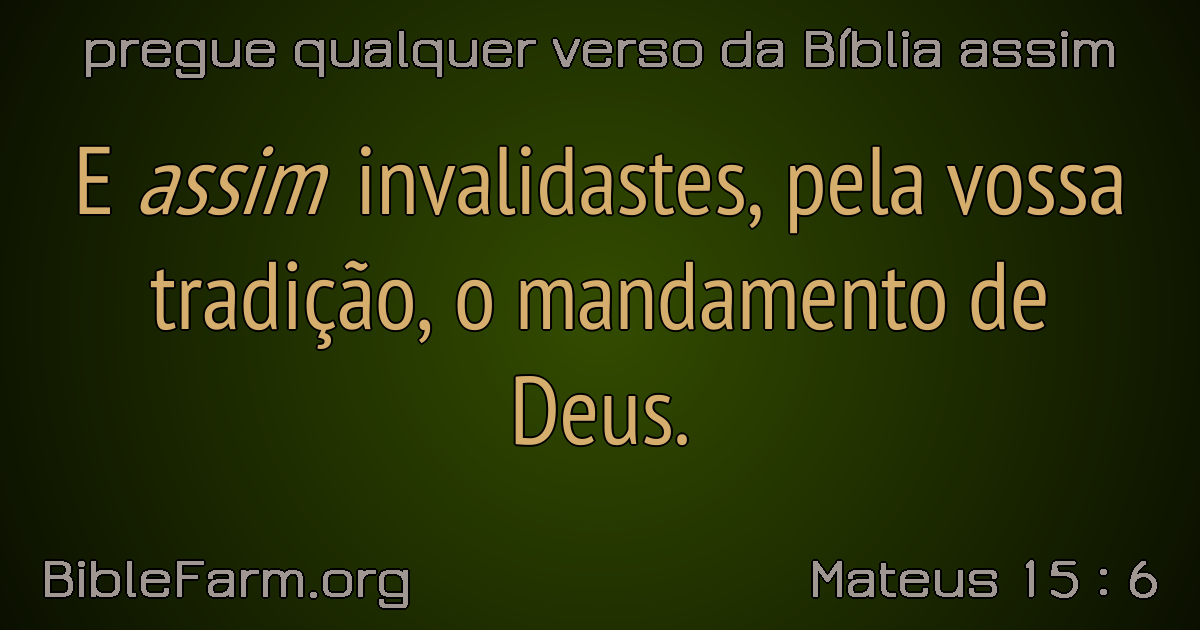 pregue qualquer verso da Bíblia assim
E assim invalidastes, pela vossa
tradição, o mandamento de
Deus.
BibleFarm.org
Mateus 15 : 6